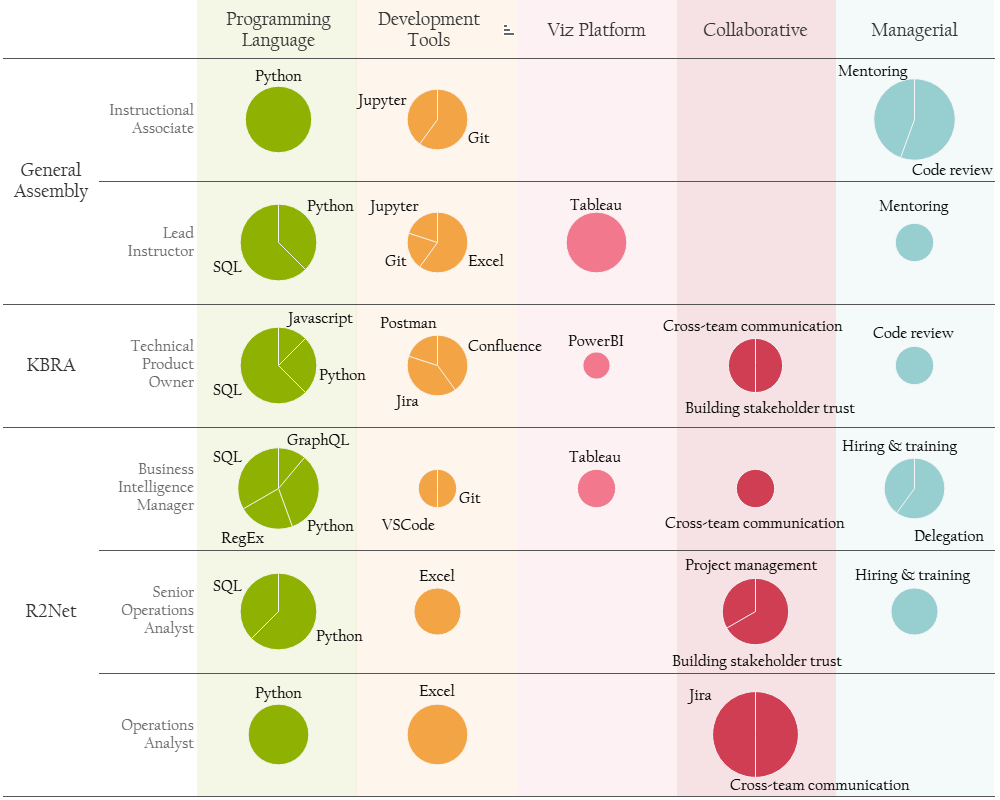 Programming
Language
Development
Tools
Viz Platform
Collaborative
Managerial
General
Assembly
Instructional
Associate
Python
Jupyter
Git
Mentoring
Code review
Lead
Instructor
Python
SQL
Jupyter
Git
Excel
Tableau
Mentoring
KBRA
Technical
Product
Owner
Javascript
Python
SQL
Postman
Confluence
Jira
PowerBI
Cross-team communication
Building stakeholder trust
Code review
R2Net
Business
Intelligence
Manager
GraphQL
SQL
Python
RegEx
Git
VSCode
Tableau
Cross-team communication
Hiring & training
Delegation
Senior
Operations
Analyst
SQL
Python
Excel
Project management
Building stakeholder trust
Hiring & training
Operations
Analyst
Python
Excel
Jira
Cross-team communication